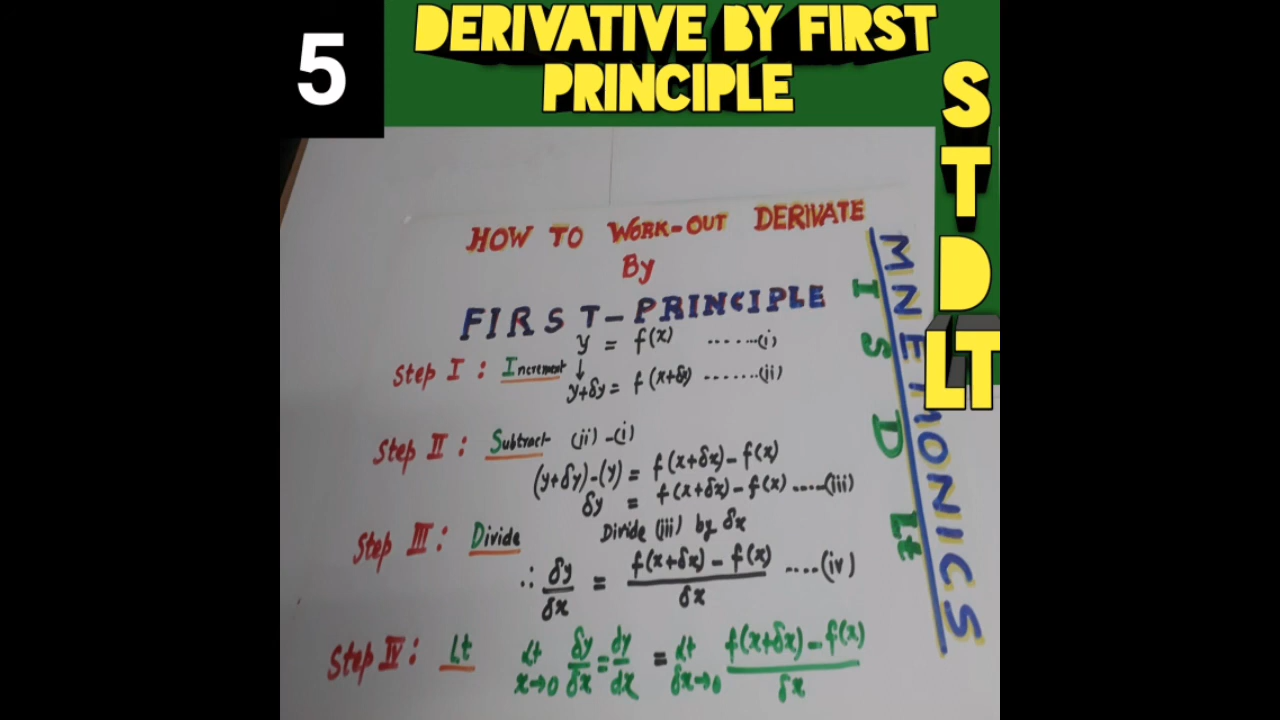 5
DERIVATIVE BY FIRST
PRINCIPLE
S
T
D
LT
HOW TO WORK-OUT DERIVATE
By
FIRST-PRINCIPLE
y = f(x) .......(i)
Step I : Increment ↓
y+δy = f(x+δy) .......(ii)
Step II : Subtract (ii) -(i)
(y+δy)-(y) = f(x+δx)-f(x)
δy = f(x+δx)-f(x) .....(iii)
Step III : Divide Divide (iii) by δx
∴ δy/δx = f(x+δx)-f(x)/δx ....(iv)
Step IV : Lt Lt x→0 δy/δx = dy/dx = Lt δx→0 f(x+δx)-f(x)/δx
MNEMONICS
I S D Lt